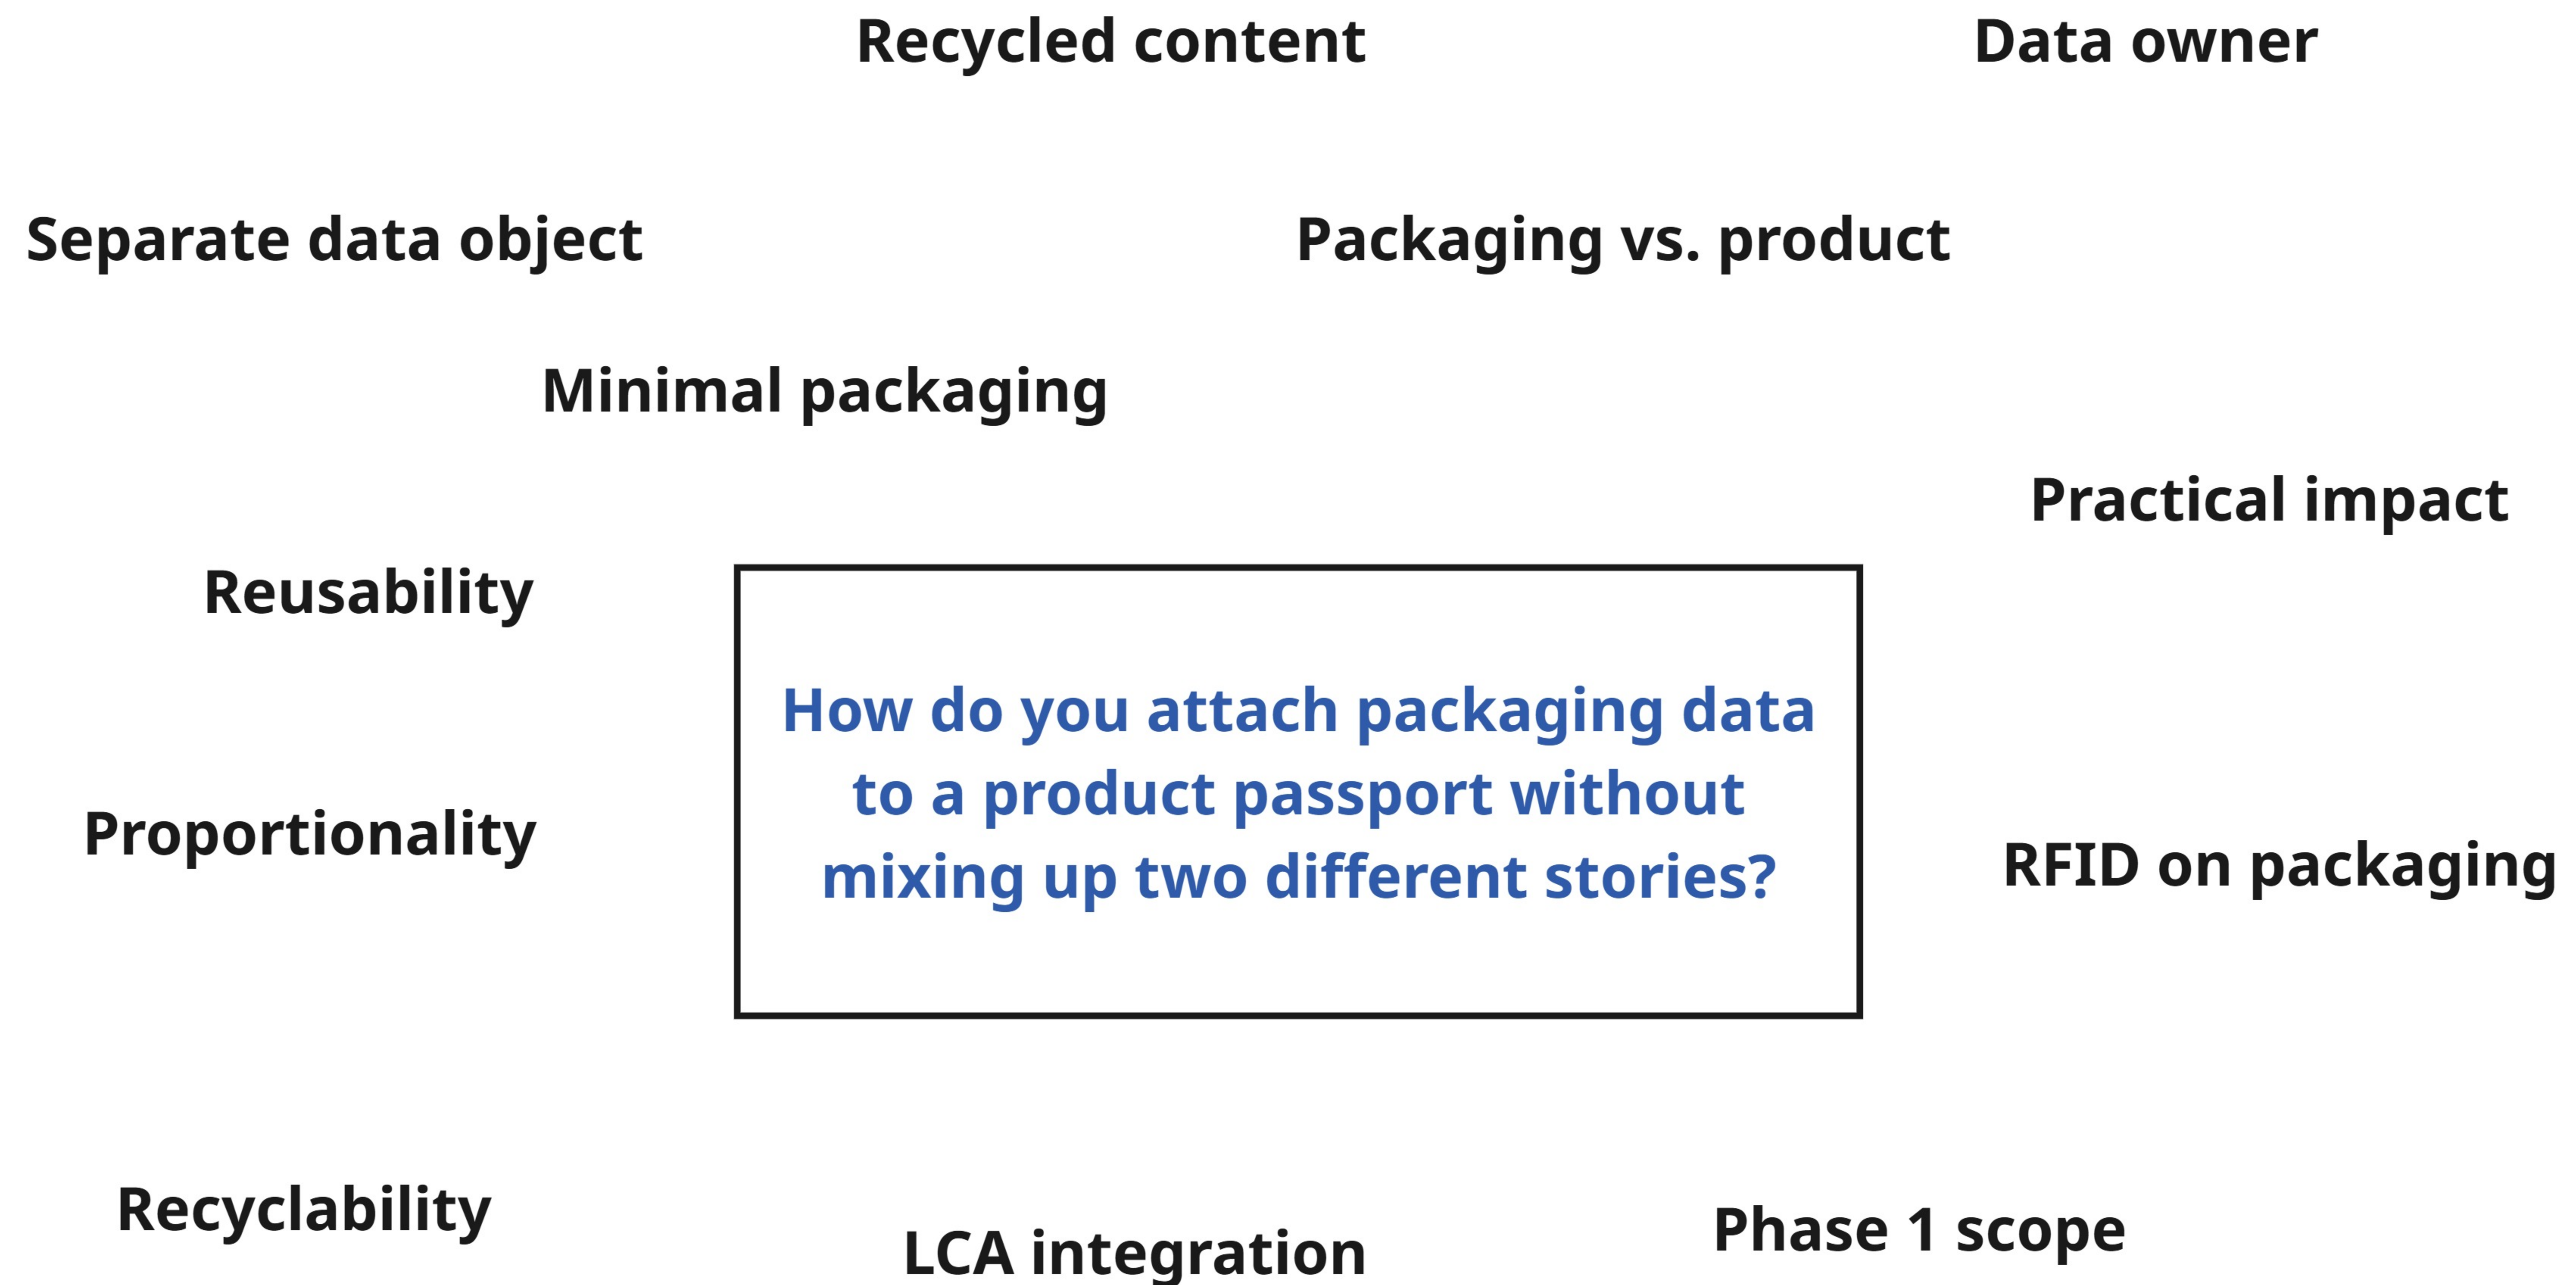 Recycled content
Data owner
Separate data object
Packaging vs. product
Minimal packaging
Practical impact
Reusability
How do you attach packaging data
to a product passport without
mixing up two different stories?
Proportionality
RFID on packaging
Recyclability
Phase 1 scope
LCA integration